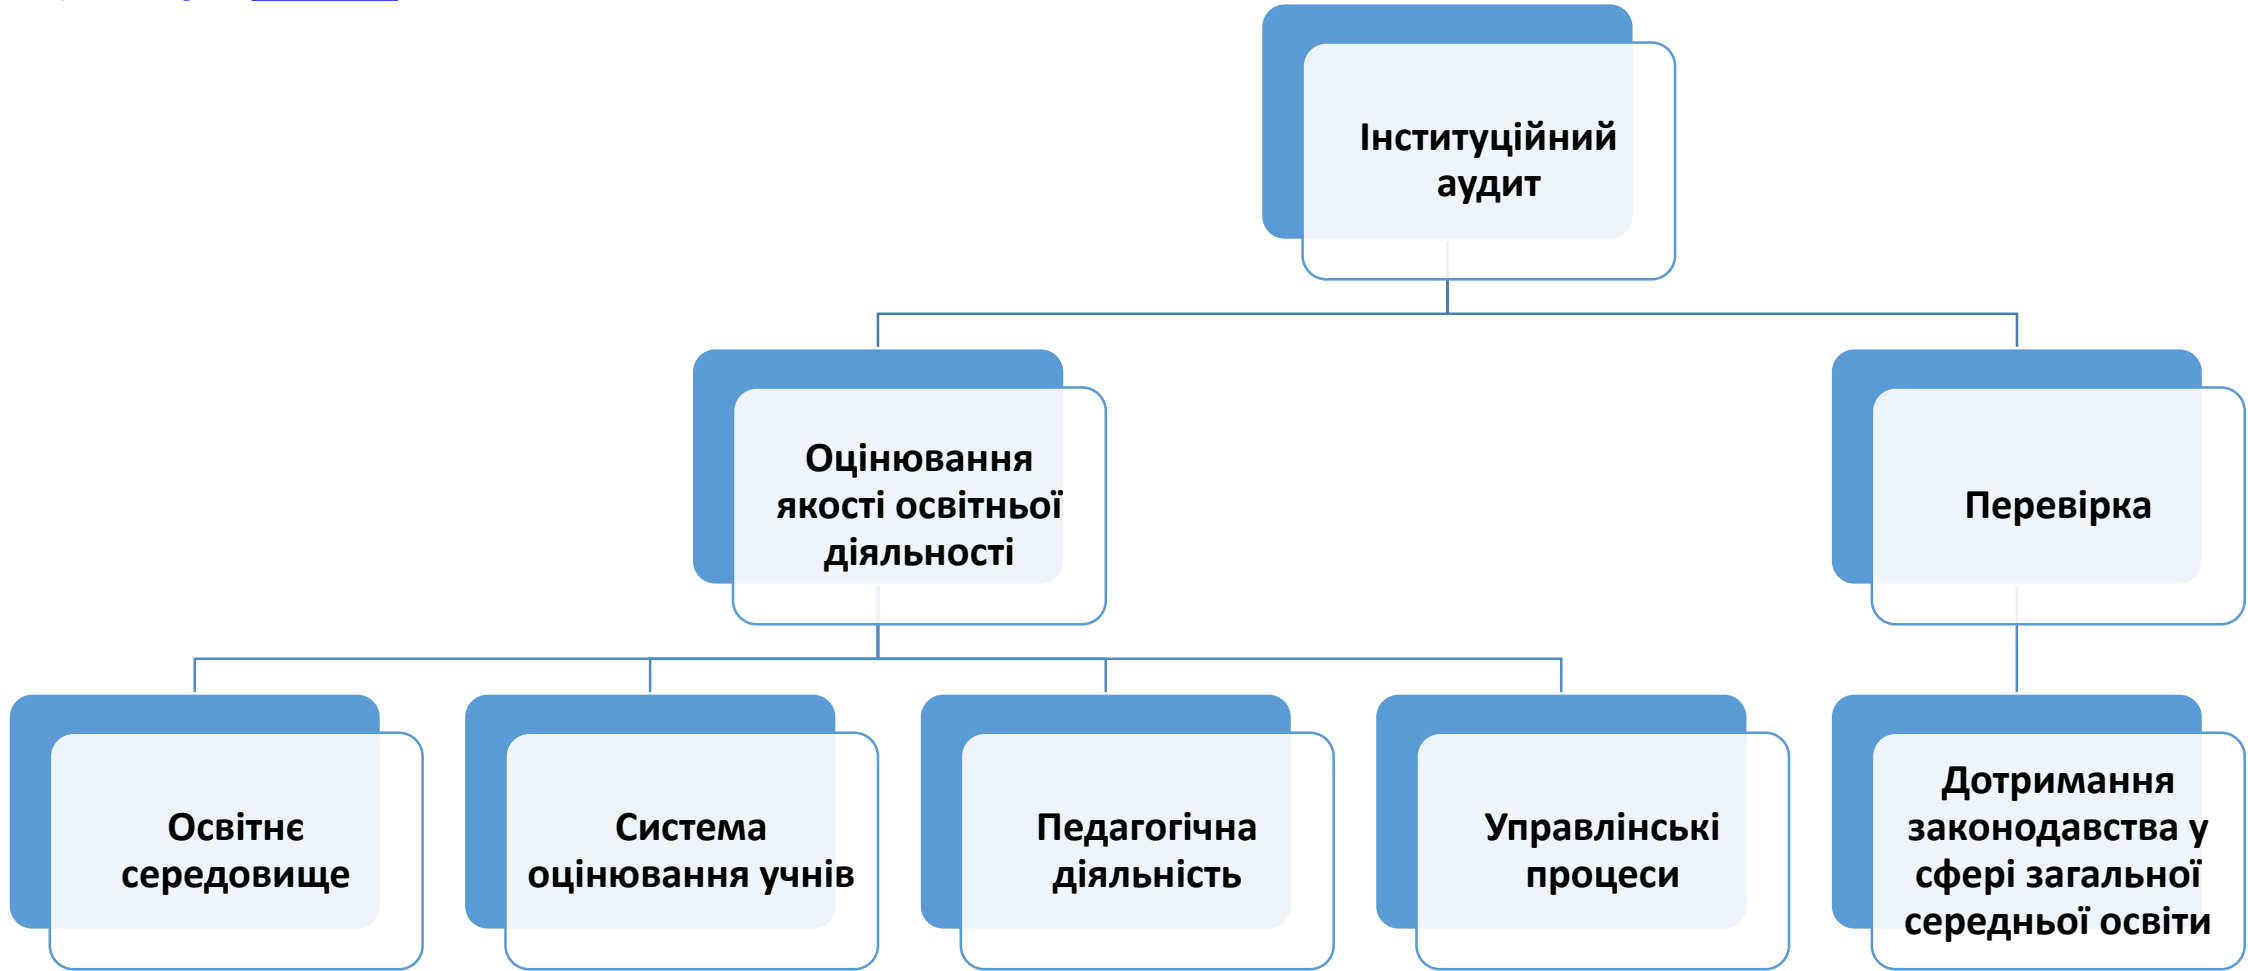 Інституційний
аудит
Оцінювання
якості освітньої
діяльності
Перевірка
Освітнє
середовище
Система
оцінювання учнів
Педагогічна
діяльність
Управлінські
процеси
Дотримання
законодавства у
сфері загальної
середньої освіти